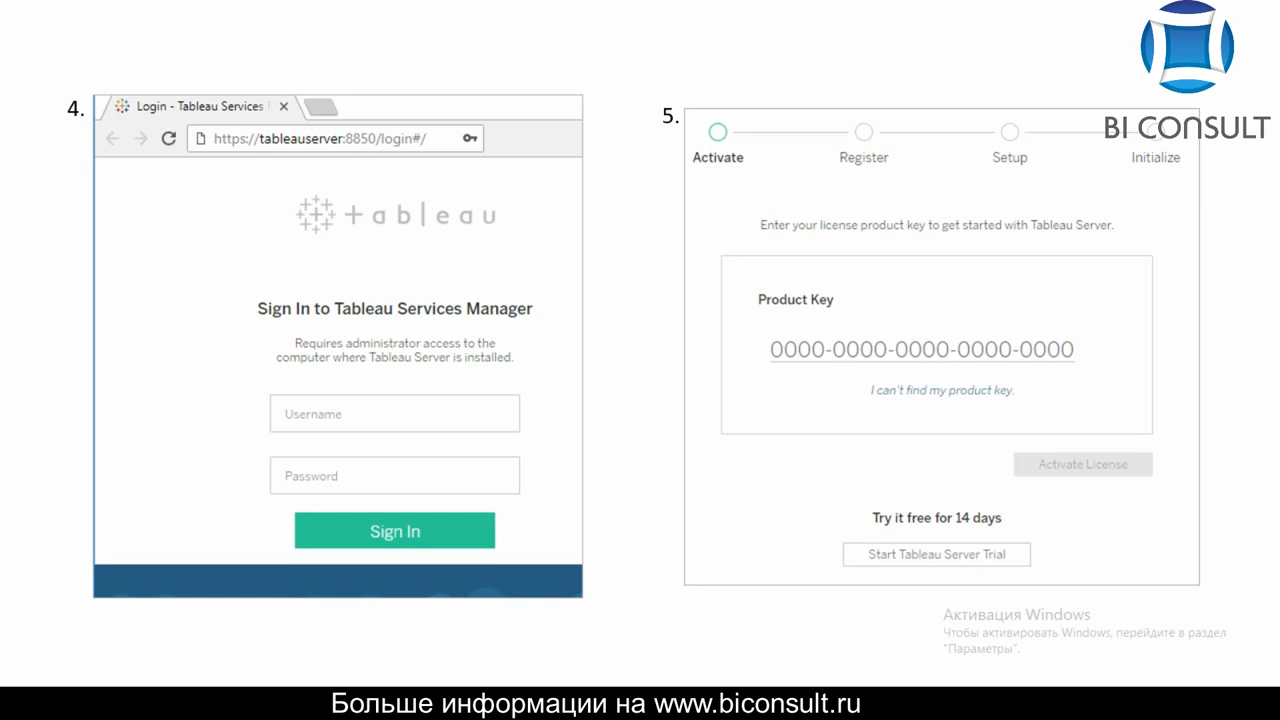 4.
Login - Tableau Services
https://tableauserver:8850/login#/
+ableau
Sign In to Tableau Services Manager
Requires administrator access to the
computer where Tableau Server is installed.
Username
Password
Sign In
5.
BI CONSULT
Activate
Register
Setup
Initialize
Enter your license product key to get started with Tableau Server.
Product Key
0000-0000-0000-0000-0000
I can't find my product key.
Activate License
Try it free for 14 days
Start Tableau Server Trial
Активация Windows
Чтобы активировать Windows, перейдите в раздел
"Параметры".
Больше информации на www.biconsult.ru